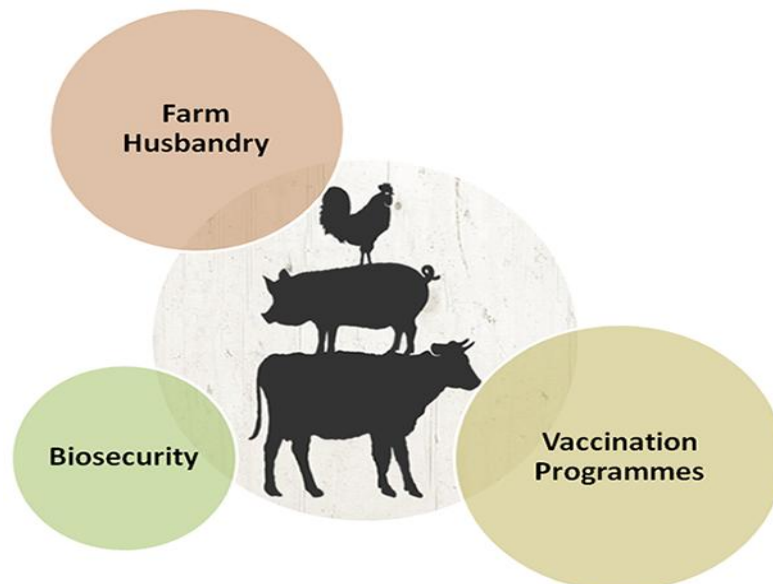 Farm
Husbandry
Biosecurity
Vaccination
Programmes